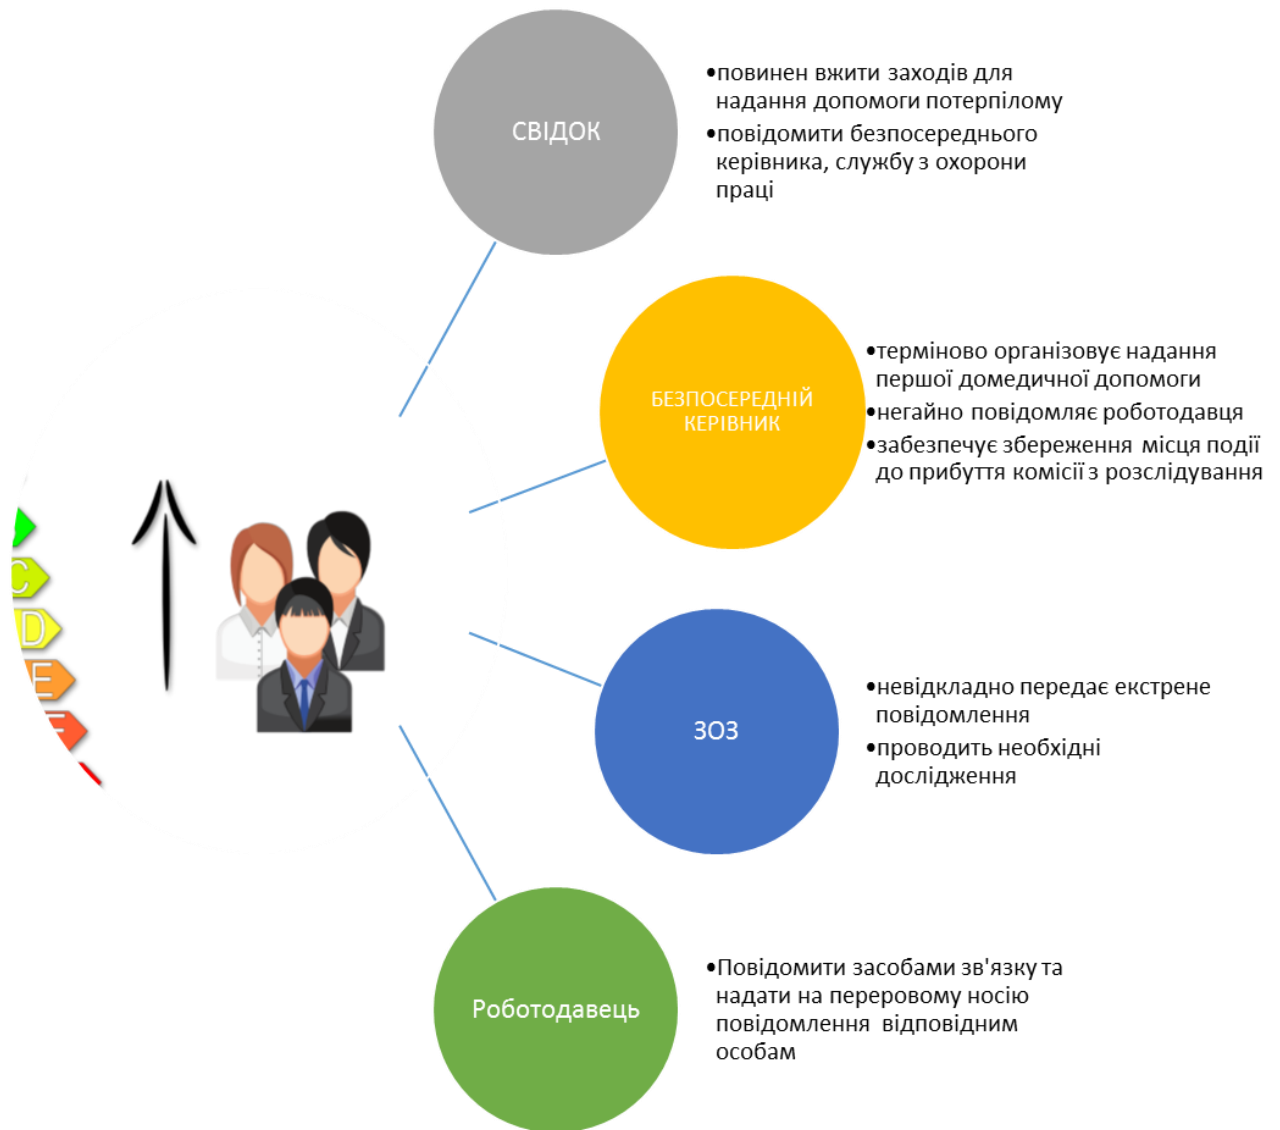 СВІДОК
•повинен вжити заходів для
надання допомоги потерпілому
•повідомити безпосереднього
керівника, службу з охорони
праці
БЕЗПОСЕРЕДНІЙ
КЕРІВНИК
•терміново організовує надання
першої домедичної допомоги
•негайно повідомляє роботодавця
•забезпечує збереження місця події
до прибуття комісії з розслідування
C
D
E
F
ЗОЗ
•невідкладно передає екстрене
повідомлення
•проводить необхідні
дослідження
Роботодавець
•Повідомити засобами зв'язку та
надати на переровому носію
повідомлення відповідним
особам